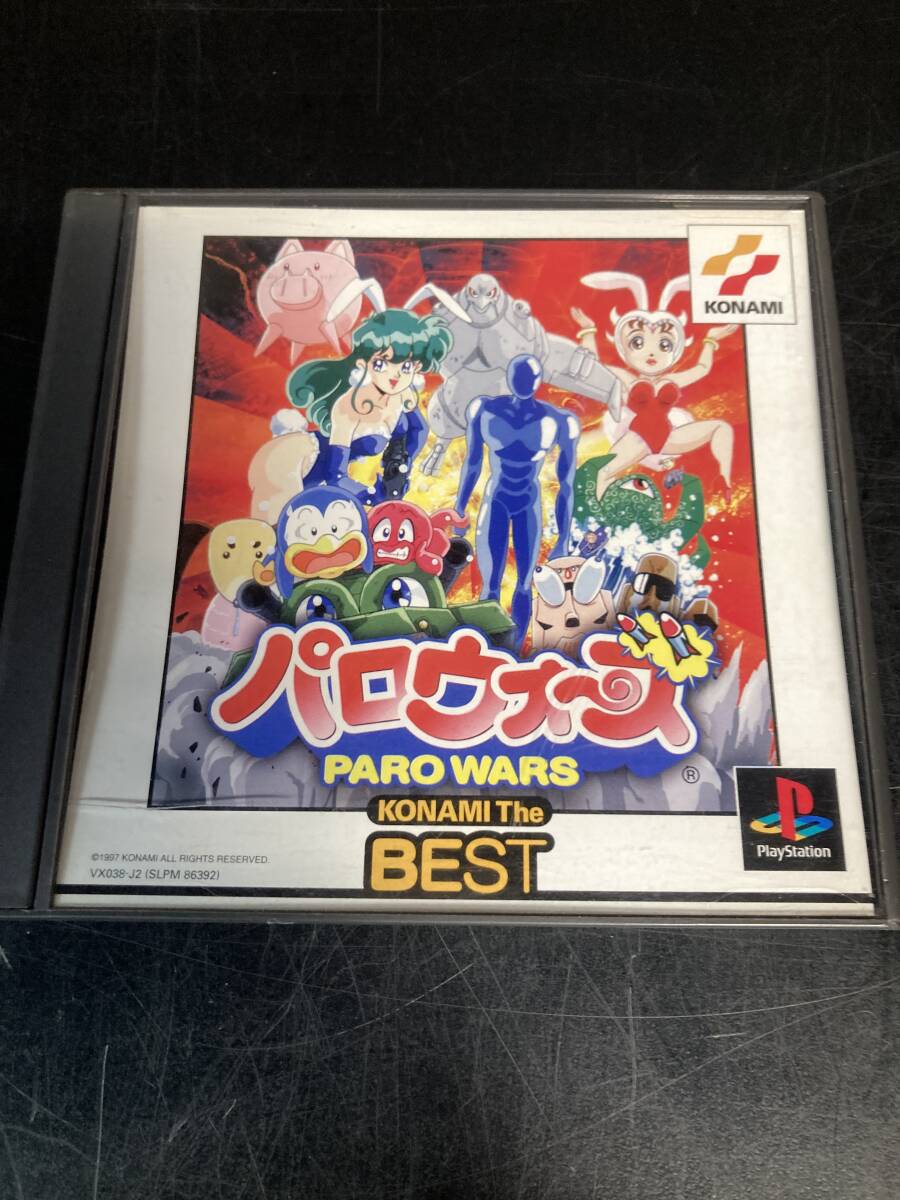 KONAMI
パロウォーズ
PARO WARS
®
KONAMI The
BEST
©1997 KONAMI ALL RIGHTS RESERVED.
VX038-J2 (SLPM 86392)
PlayStation